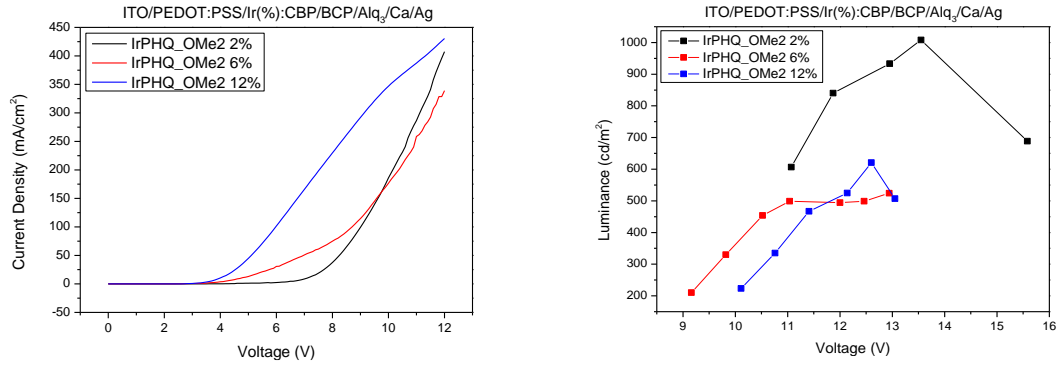 ITO/PEDOT:PSS/Ir(%):CBP/BCP/Alq₃/Ca/Ag
450
400
350
300
250
200
150
100
50
0
-50
Current Density (mA/cm²)
IrPHQ_OMe2 2%
IrPHQ_OMe2 6%
IrPHQ_OMe2 12%
0 2 4 6 8 10 12
Voltage (V)
ITO/PEDOT:PSS/Ir(%):CBP/BCP/Alq₃/Ca/Ag
1000
900
800
700
600
500
400
300
200
Luminance (cd/m²)
IrPHQ_OMe2 2%
IrPHQ_OMe2 6%
IrPHQ_OMe2 12%
9 10 11 12 13 14 15 16
Voltage (V)